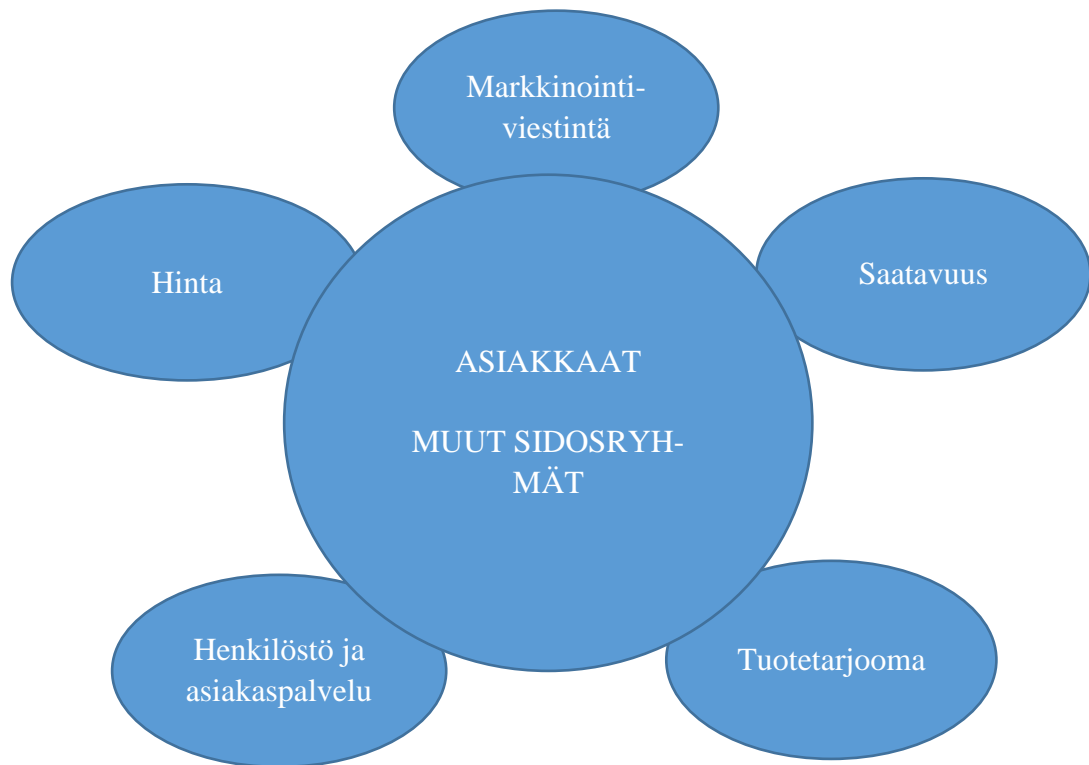 Markkinointi-
viestintä
Hinta
Saatavuus
ASIAKKAAT
MUUT SIDOSRYH-
MÄT
Henkilöstö ja
asiakaspalvelu
Tuotetarjooma